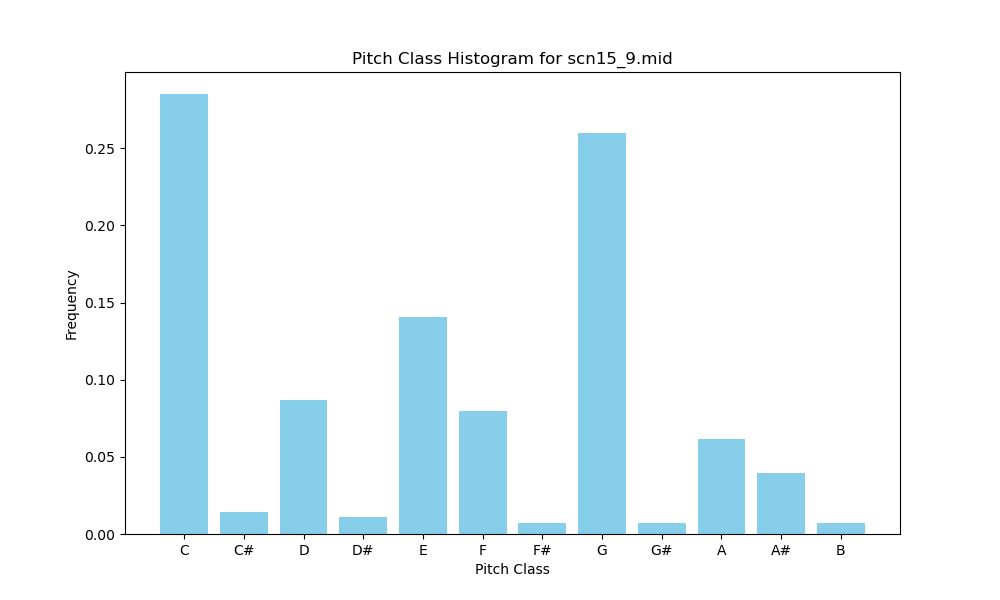 Pitch Class Histogram for scn15_9.mid
Frequency
0.25
0.20
0.15
0.10
0.05
0.00
C C# D D# E F F# G G# A A# B
Pitch Class